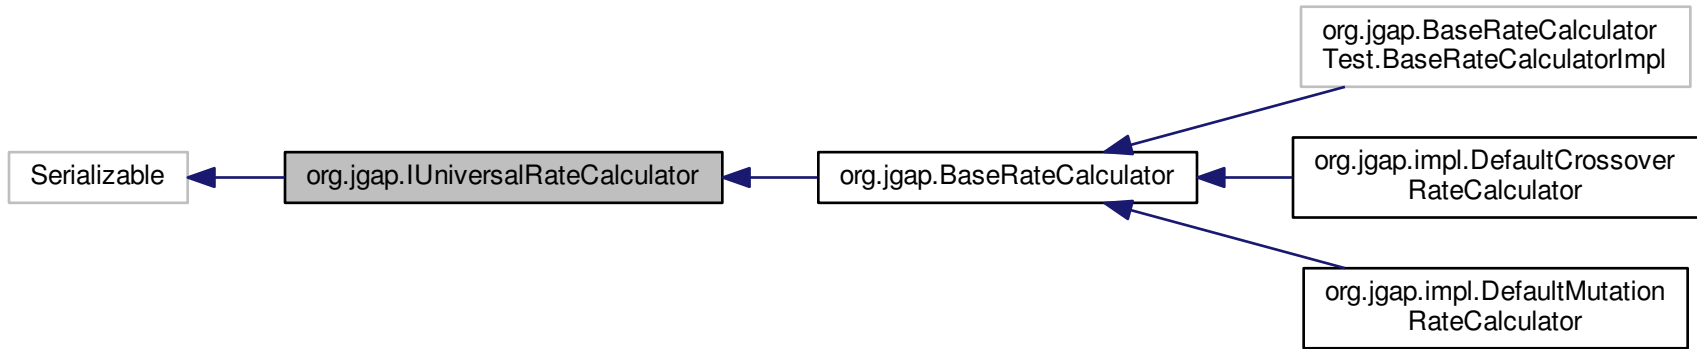 org.jgap.BaseRateCalculator
Test.BaseRateCalculatorImpl
Serializable
org.jgap.IUniversalRateCalculator
org.jgap.BaseRateCalculator
org.jgap.impl.DefaultCrossover
RateCalculator
org.jgap.impl.DefaultMutation
RateCalculator